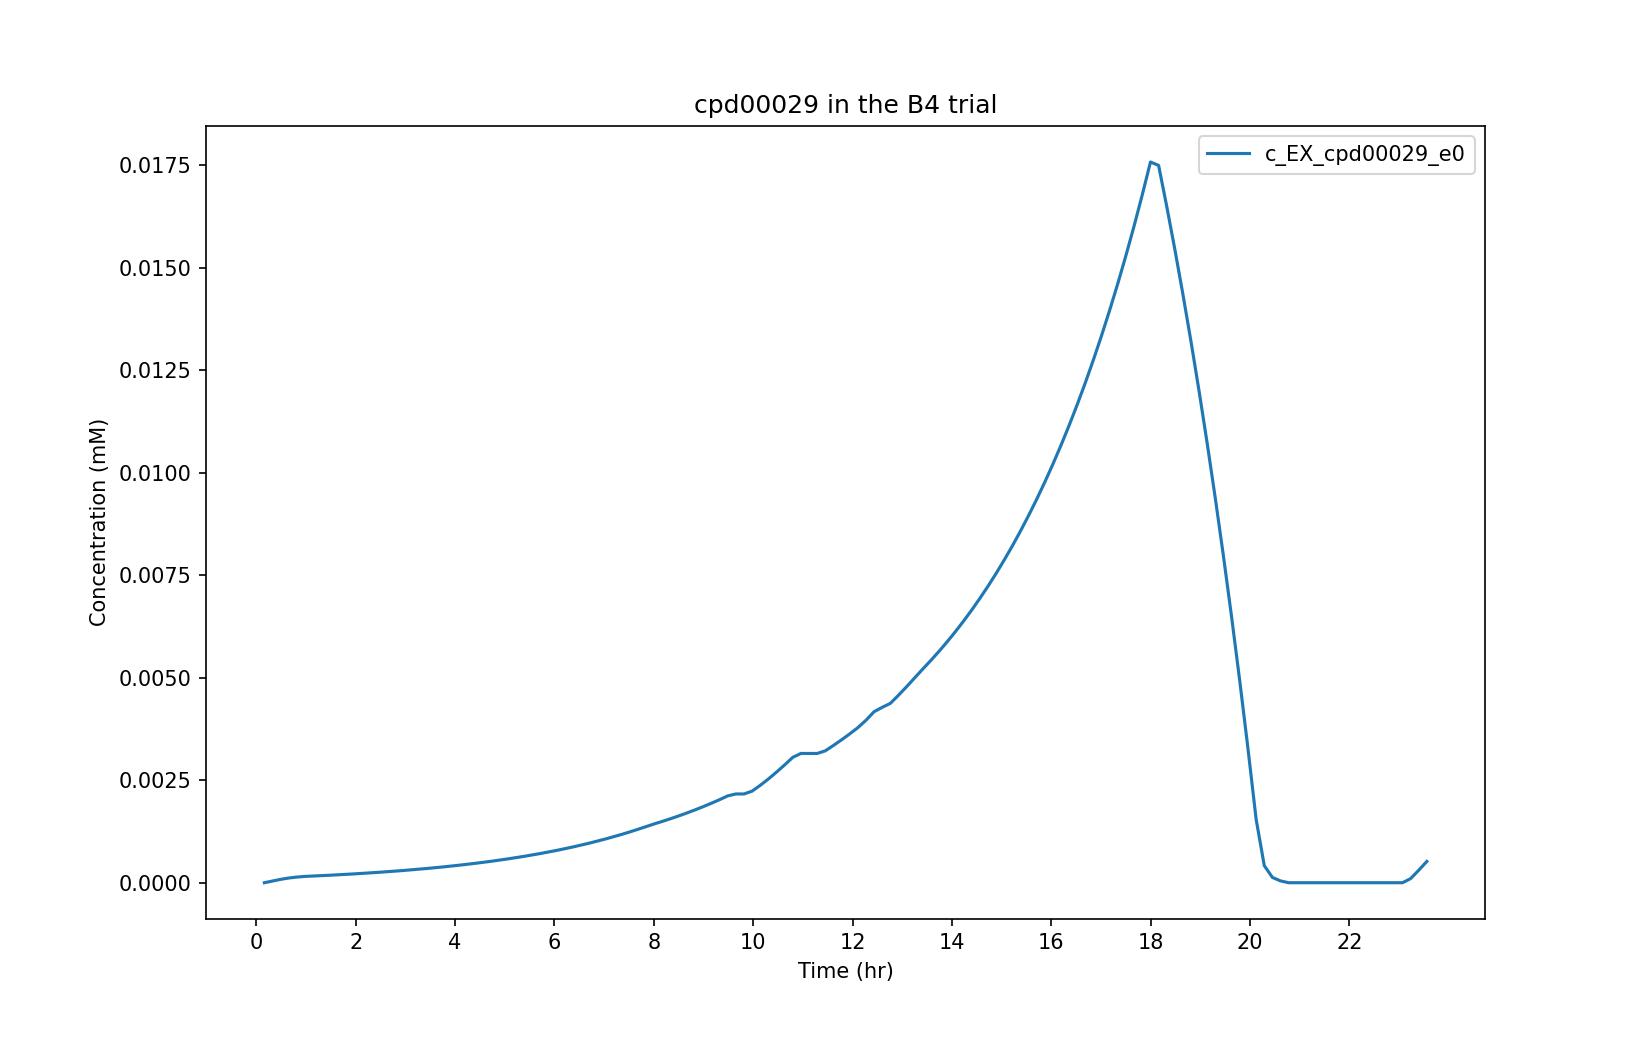 cpd00029 in the B4 trial
c_EX_cpd00029_e0
Concentration (mM)
0.0175
0.0150
0.0125
0.0100
0.0075
0.0050
0.0025
0.0000
0 2 4 6 8 10 12 14 16 18 20 22
Time (hr)